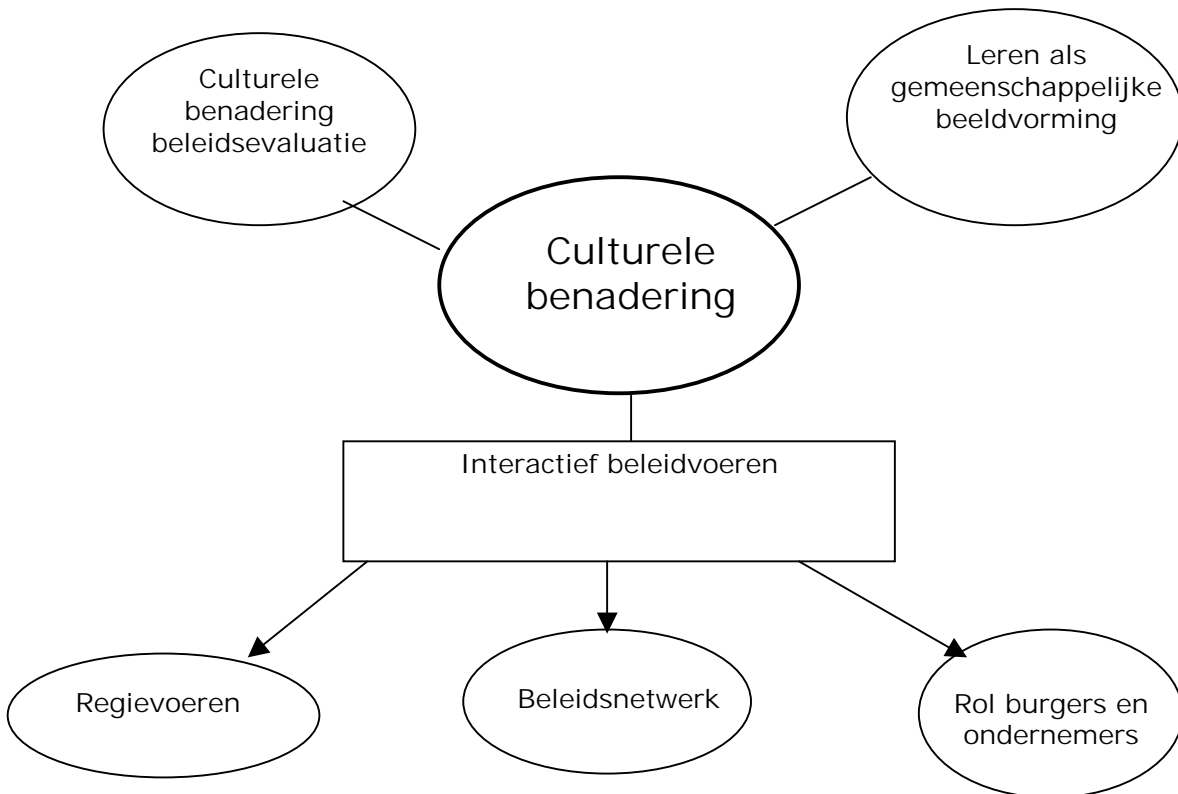 Culturele
benadering
beleidsevaluatie
Leren als
gemeenschappelijke
beeldvorming
Culturele
benadering
Interactief beleidvoeren
Regievoeren
Beleidsnetwerk
Rol burgers en
ondernemers